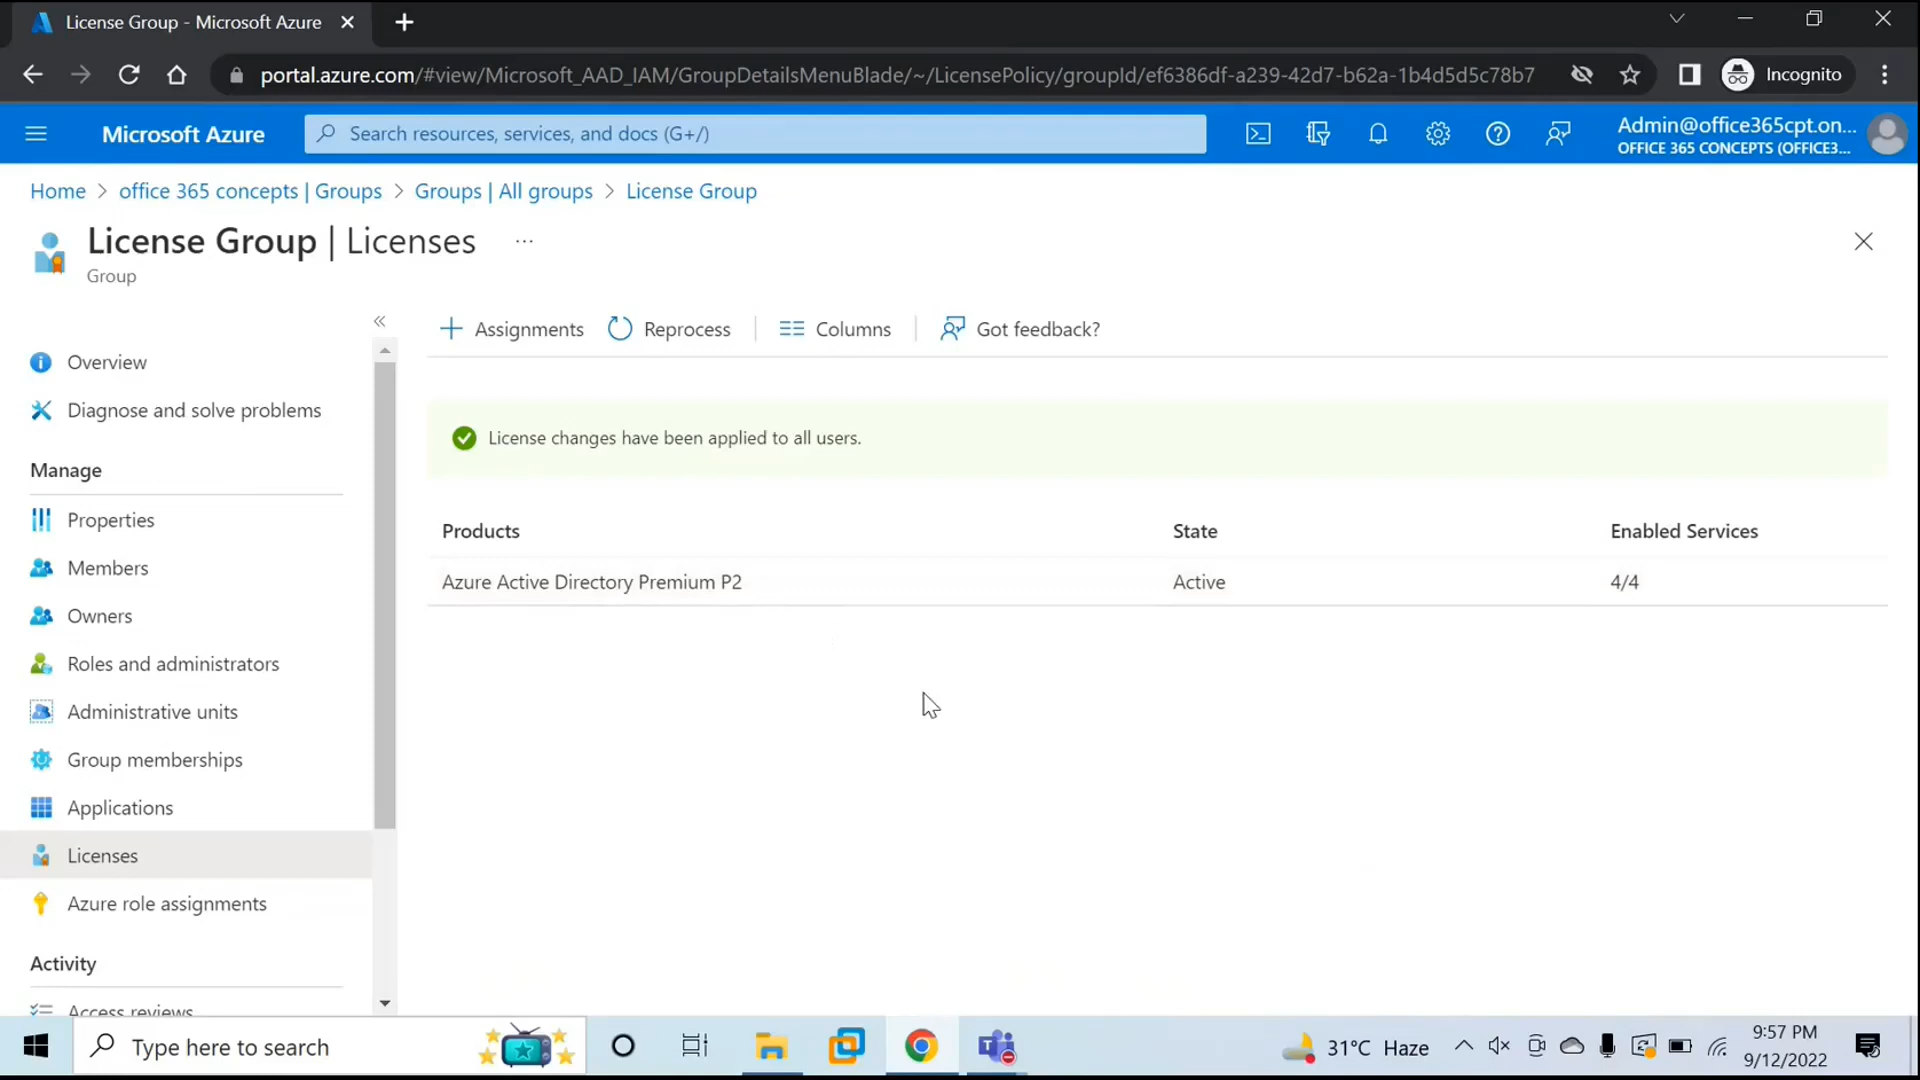 License Group - Microsoft Azure
portal.azure.com/#view/Microsoft_AAD_IAM/GroupDetailsMenuBlade/~/LicensePolicy/groupId/ef6386df-a239-42d7-b62a-1b4d5d5c78b7
Incognito
Microsoft Azure
Search resources, services, and docs (G+/)
Admin@office365cpt.on...
OFFICE 365 CONCEPTS (OFFICE3...
Home > office 365 concepts | Groups > Groups | All groups > License Group
License Group | Licenses ...
Group
Assignments
Reprocess
Columns
Got feedback?
Overview
Diagnose and solve problems
Manage
Properties
Members
Owners
Roles and administrators
Administrative units
Group memberships
Applications
Licenses
Azure role assignments
Activity
Access reviews
License changes have been applied to all users.
Products State Enabled Services
Azure Active Directory Premium P2 Active 4/4
Type here to search
31°C Haze
9:57 PM
9/12/2022